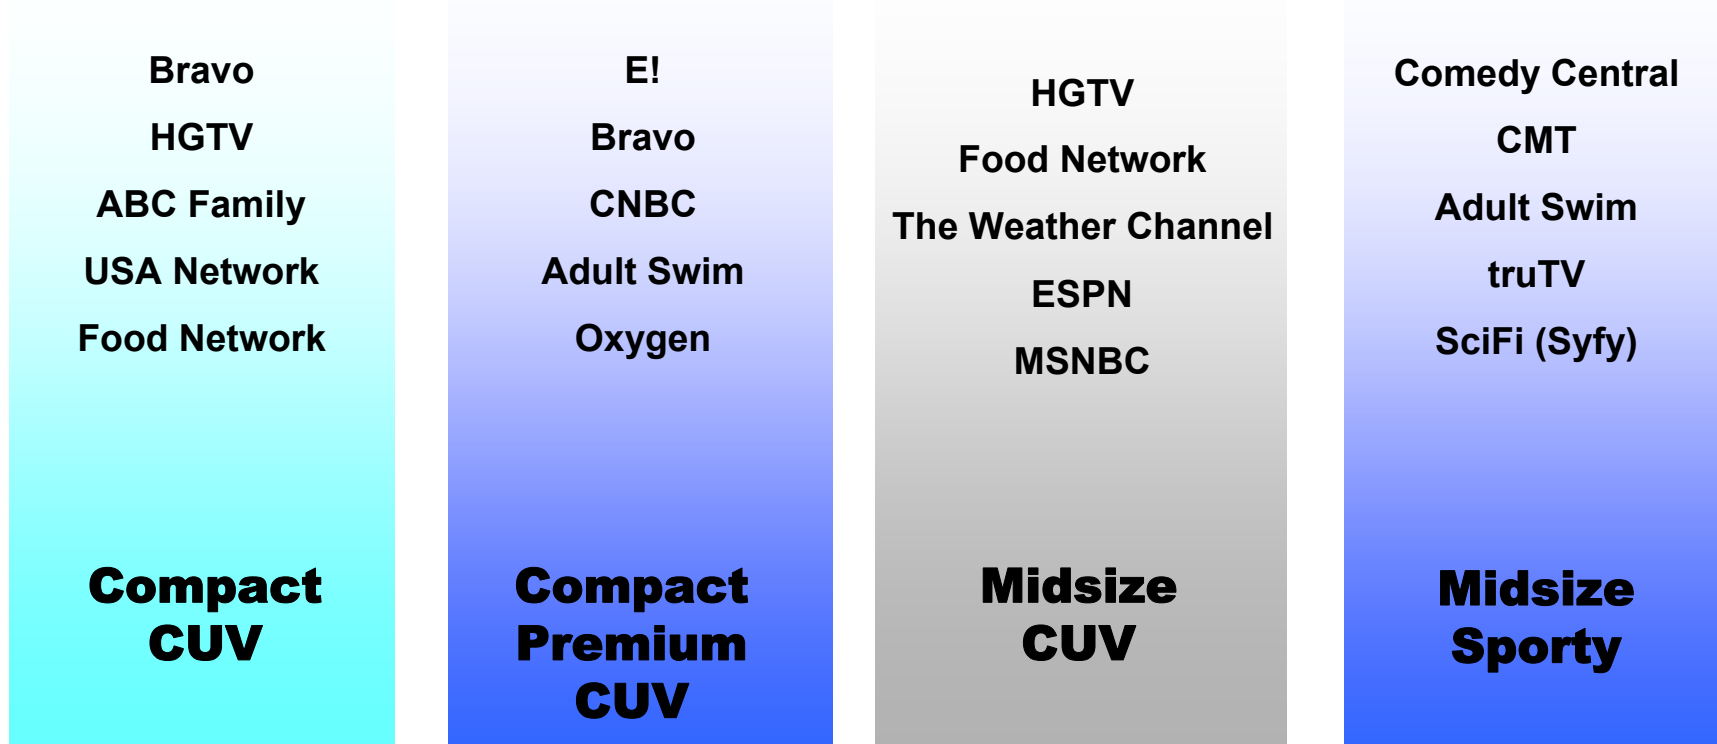 Bravo
HGTV
ABC Family
USA Network
Food Network
Compact
CUV
E!
Bravo
CNBC
Adult Swim
Oxygen
Compact
Premium
CUV
HGTV
Food Network
The Weather Channel
ESPN
MSNBC
Midsize
CUV
Comedy Central
CMT
Adult Swim
truTV
SciFi (Syfy)
Midsize
Sporty